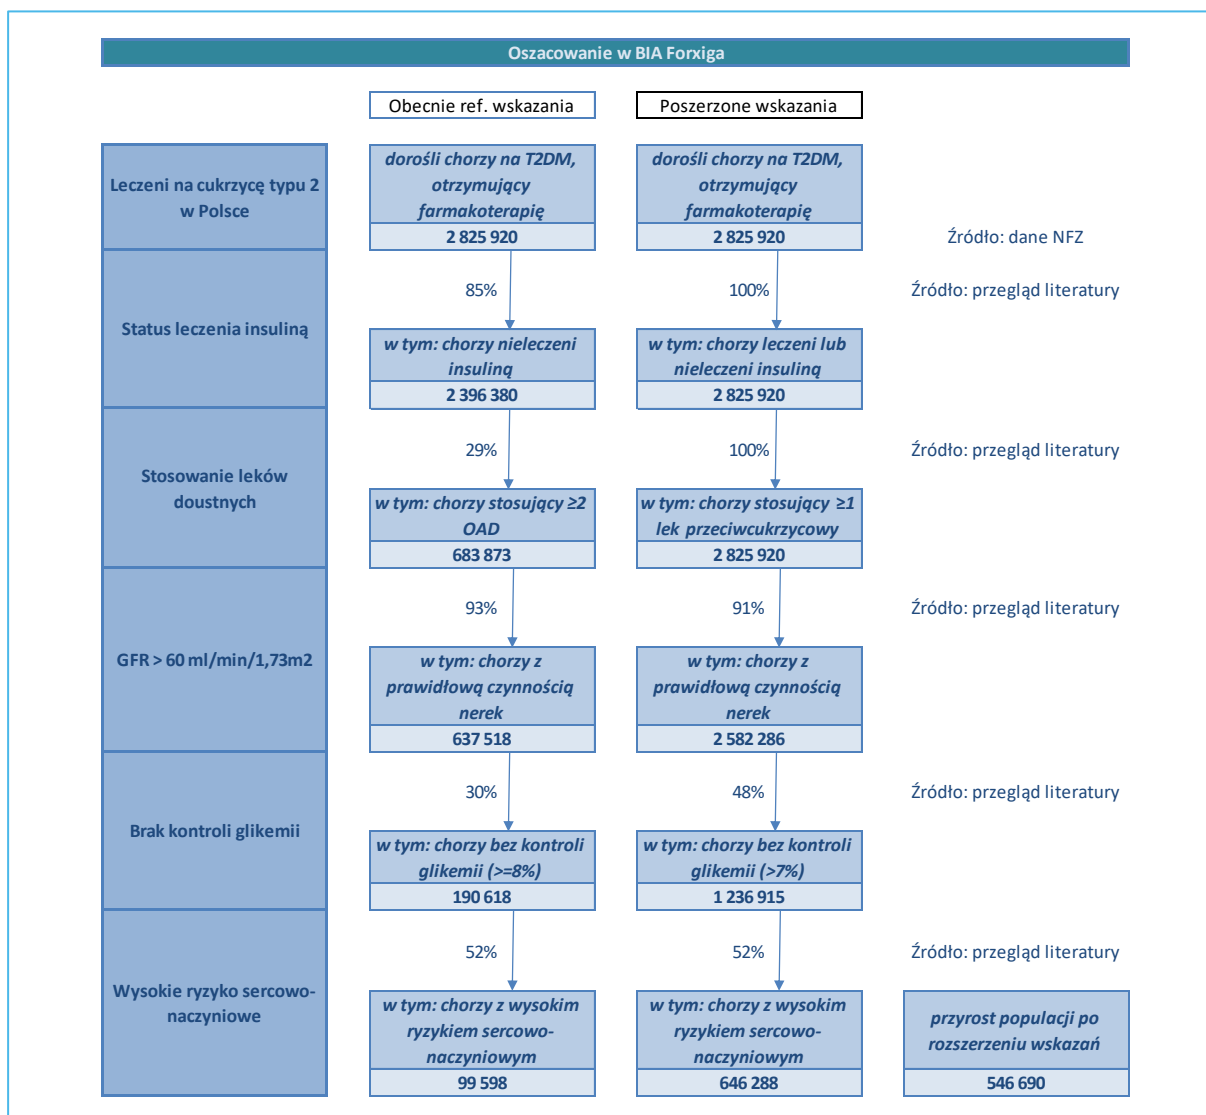 Oszacowanie w BIA Forxiga
Obecnie ref. wskazania
Poszerzone wskazania
Leczeni na cukrzycę typu 2
w Polsce
dorośli chorzy na T2DM,
otrzymujący
farmakoterapię
2 825 920
dorośli chorzy na T2DM,
otrzymujący
farmakoterapię
2 825 920
Źródło: dane NFZ
85%
100%
Źródło: przegląd literatury
Status leczenia insuliną
w tym: chorzy nieleczeni
insuliną
2 396 380
w tym: chorzy leczeni lub
nieleczeni insuliną
2 825 920
29%
100%
Źródło: przegląd literatury
Stosowanie leków
doustnych
w tym: chorzy stosujący ≥2
OAD
683 873
w tym: chorzy stosujący ≥1
lek przeciwcukrzycowy
2 825 920
93%
91%
Źródło: przegląd literatury
GFR > 60 ml/min/1,73m2
w tym: chorzy z
prawidłową czynnością
nerek
637 518
w tym: chorzy z
prawidłową czynnością
nerek
2 582 286
30%
48%
Źródło: przegląd literatury
Brak kontroli glikemii
w tym: chorzy bez kontroli
glikemii (>=8%)
190 618
w tym: chorzy bez kontroli
glikemii (>7%)
1 236 915
52%
52%
Źródło: przegląd literatury
Wysokie ryzyko sercowo-
naczyniowe
w tym: chorzy z wysokim
ryzykiem sercowo-
naczyniowym
99 598
w tym: chorzy z wysokim
ryzykiem sercowo-
naczyniowym
646 288
przyrost populacji po
rozszerzeniu wskazań
546 690